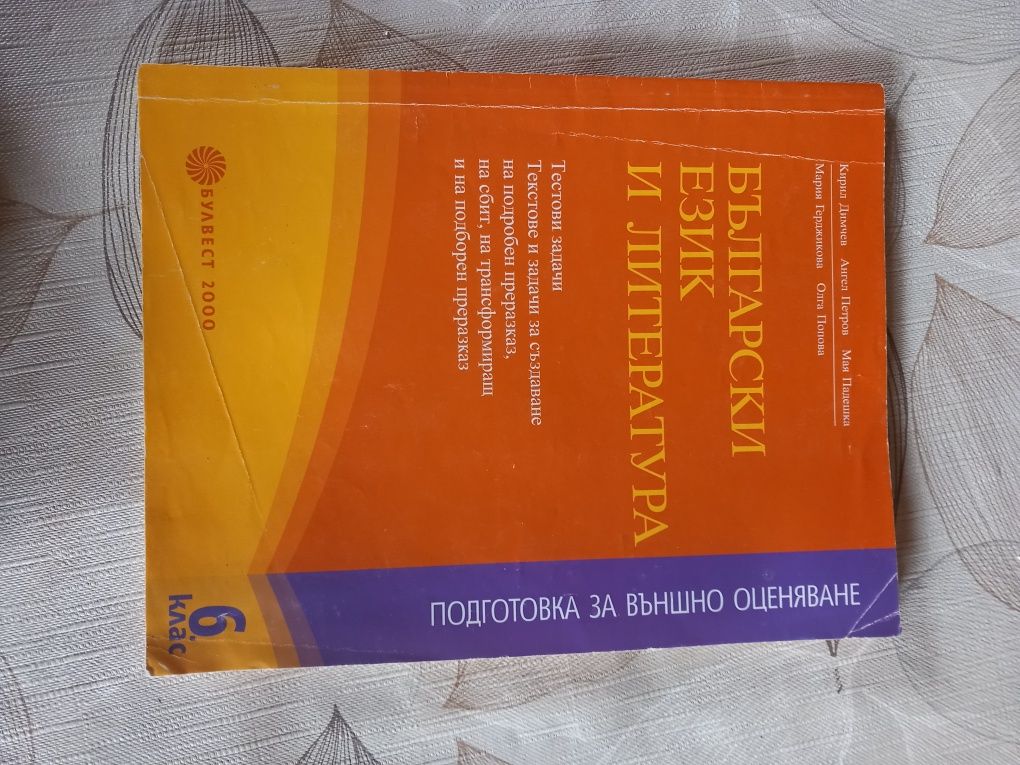 Кирил Димчев Ангел Петров Мая Падешка
Мария Герджикова Олга Попова
БЪЛГАРСКИ
ЕЗИК
И ЛИТЕРАТУРА
Тестови задачи
Текстове и задачи за създаване
на подробен преразказ,
на сбит, на трансформиращ
и на подборен преразказ
БУЛВЕСТ 2000
ПОДГОТОВКА ЗА ВЪНШНО ОЦЕНЯВАНЕ
6.
клас